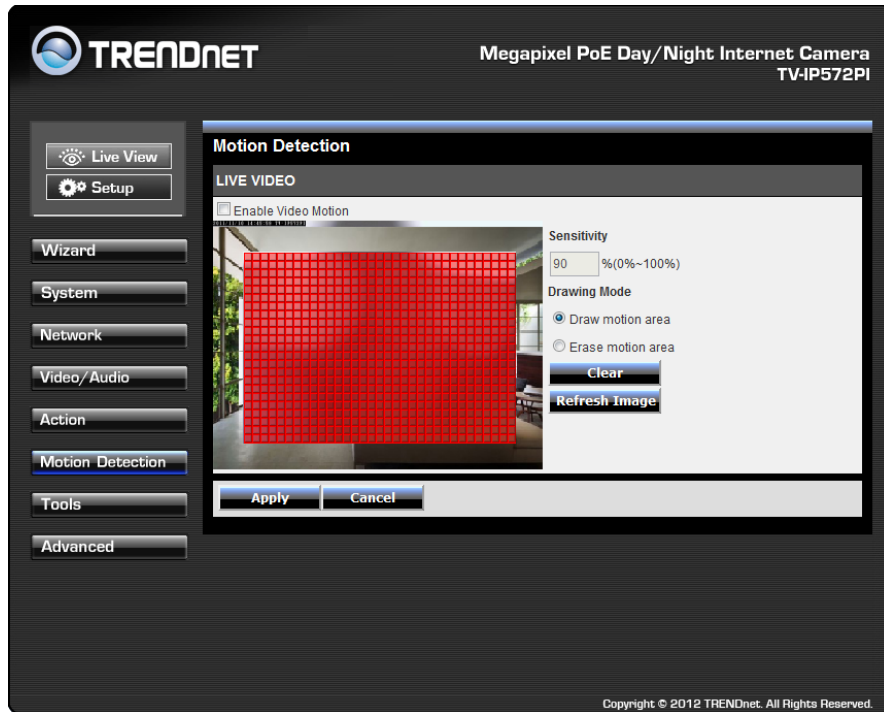 TRENDnet
Megapixel PoE Day/Night Internet Camera
TV-IP572PI
Live View
Setup
Wizard
System
Network
Video/Audio
Action
Motion Detection
Tools
Advanced
Motion Detection
LIVE VIDEO
Enable Video Motion
Sensitivity
90 %(0%~100%)
Drawing Mode
Draw motion area
Erase motion area
Clear
Refresh Image
Apply Cancel
Copyright © 2012 TRENDnet. All Rights Reserved.